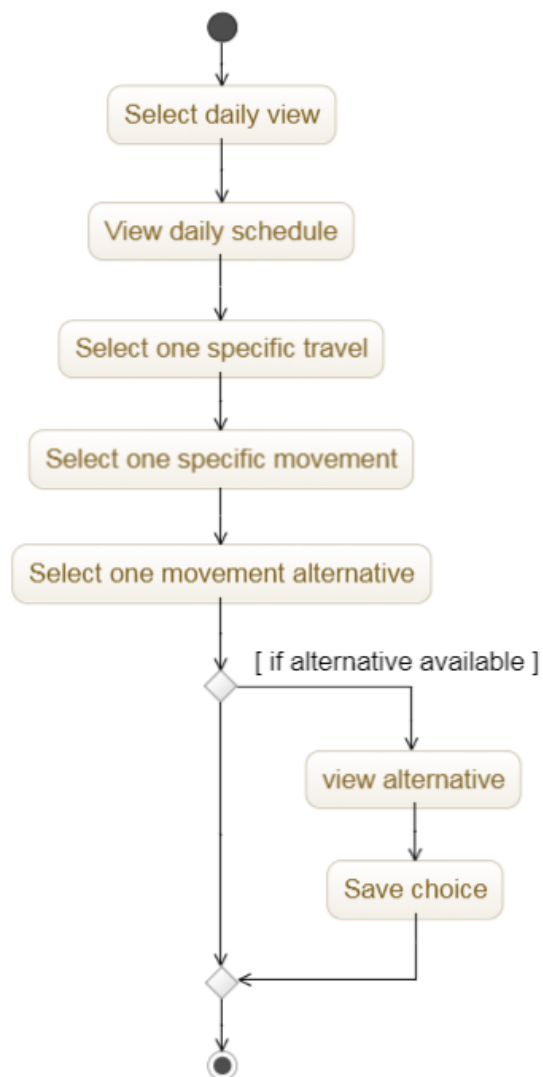 Select daily view
View daily schedule
Select one specific travel
Select one specific movement
Select one movement alternative
[ if alternative available ]
view alternative
Save choice